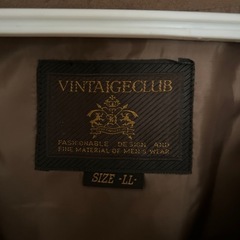 VINTAIGECLUB
FASHIONABLE DESIGN AND
FINE MATERIAL OF MEN'S WEAR
SIZE -LL-